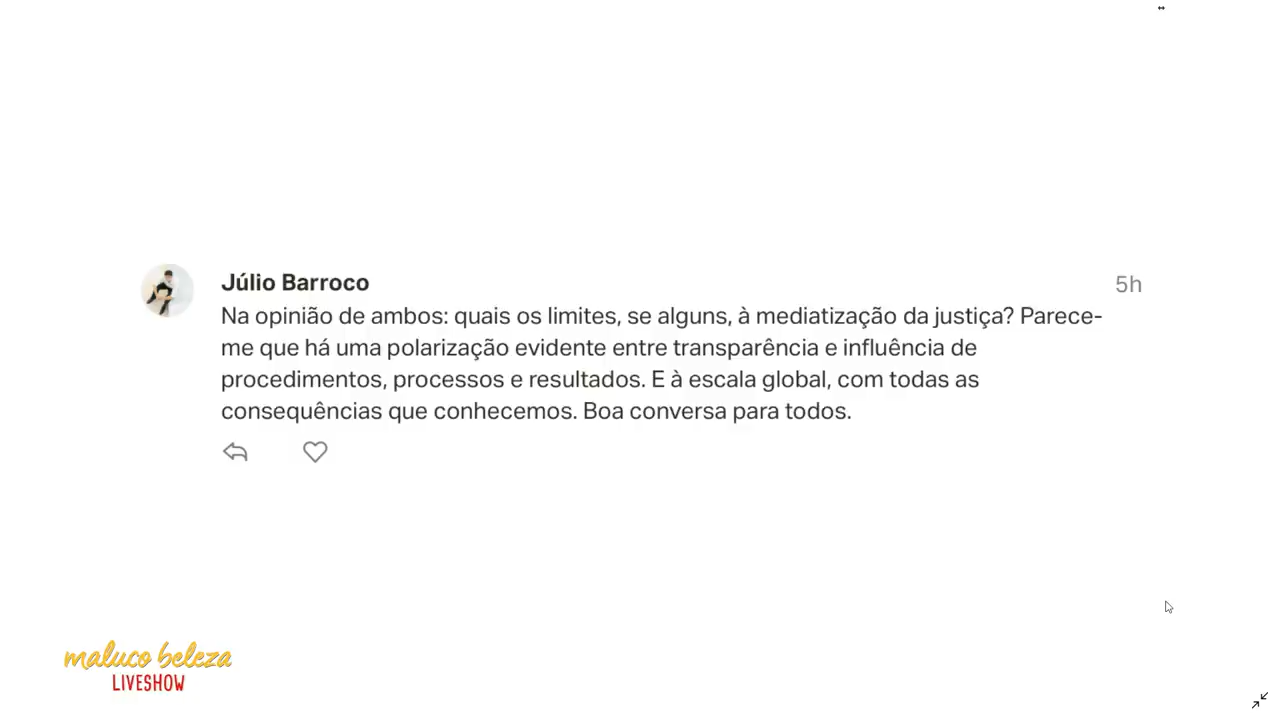 Júlio Barroco
5h
Na opinião de ambos: quais os limites, se alguns, à mediatização da justiça? Parece-
me que há uma polarização evidente entre transparência e influência de
procedimentos, processos e resultados. E à escala global, com todas as
consequências que conhecemos. Boa conversa para todos.
maluco beleza
LIVESHOW